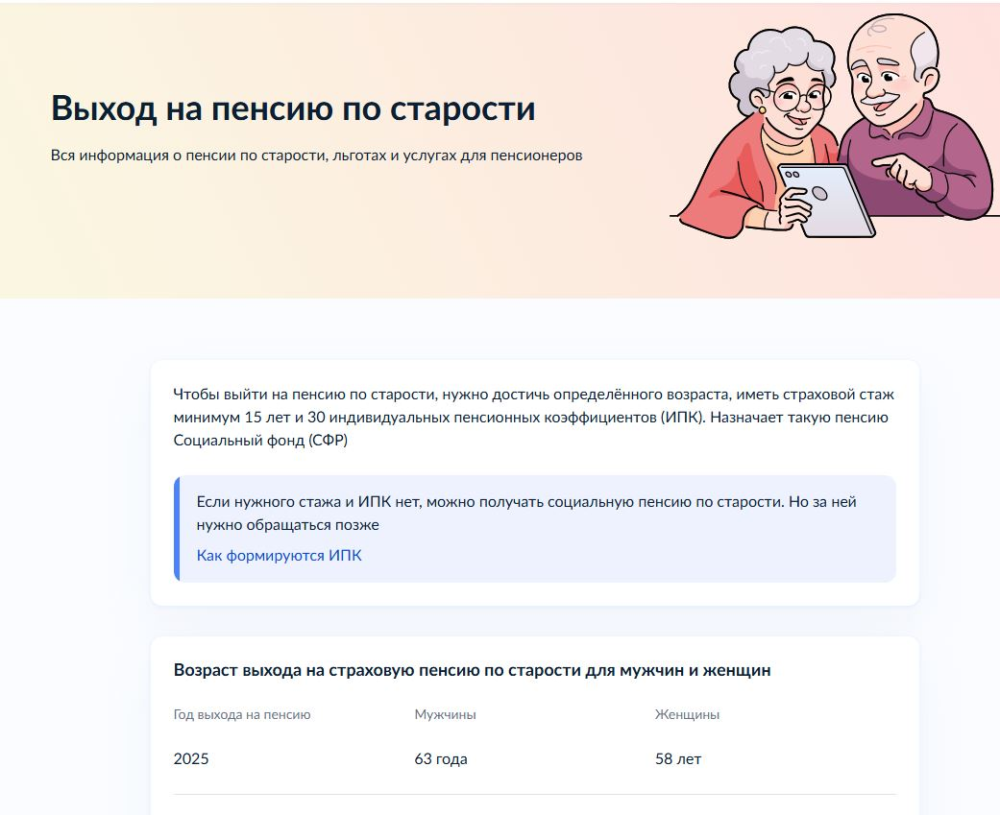 Выход на пенсию по старости
Вся информация о пенсии по старости, льготах и услугах для пенсионеров
Чтобы выйти на пенсию по старости, нужно достичь определённого возраста, иметь страховой стаж
минимум 15 лет и 30 индивидуальных пенсионных коэффициентов (ИПК). Назначает такую пенсию
Социальный фонд (СФР)
Если нужного стажа и ИПК нет, можно получать социальную пенсию по старости. Но за ней
нужно обращаться позже
Как формируются ИПК
Возраст выхода на страховую пенсию по старости для мужчин и женщин
Год выхода на пенсию Мужчины Женщины
2025 63 года 58 лет